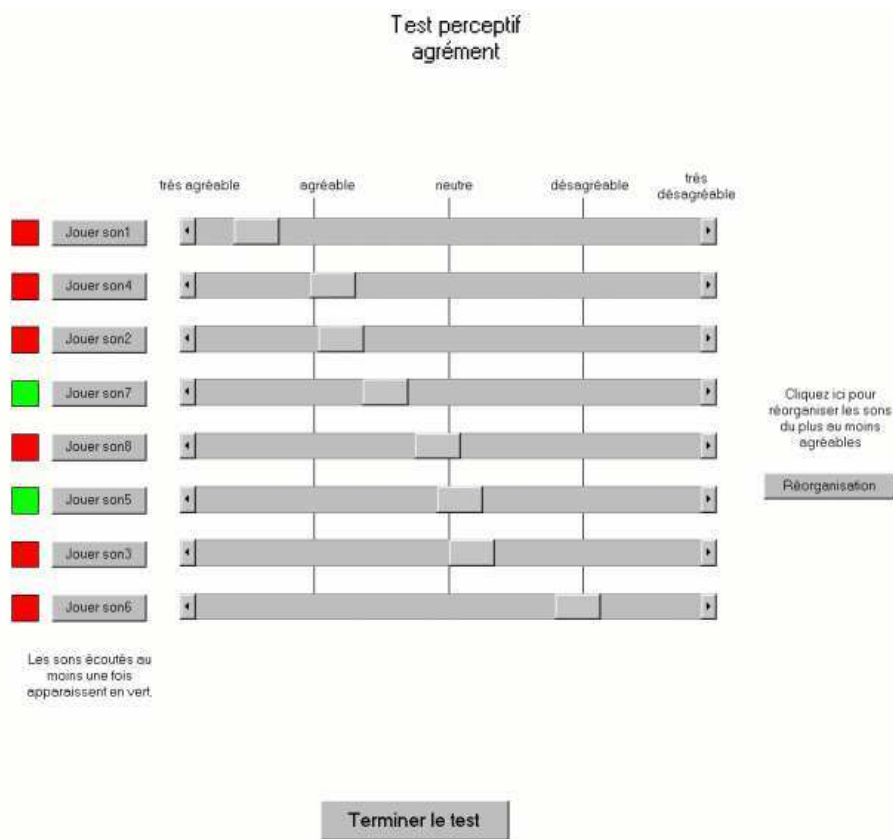 Test perceptif
agrément
très agréable
agréable
neutre
désagréable
très
désagréable
Jouer son1
Jouer son4
Jouer son2
Jouer son7
Jouer son8
Jouer son5
Jouer son3
Jouer son6
Cliquez ici pour
réorganiser les sons
du plus au moins
agréables
Réorganisation
Les sons écoutés au
moins une fois
apparaissent en vert.
Terminer le test